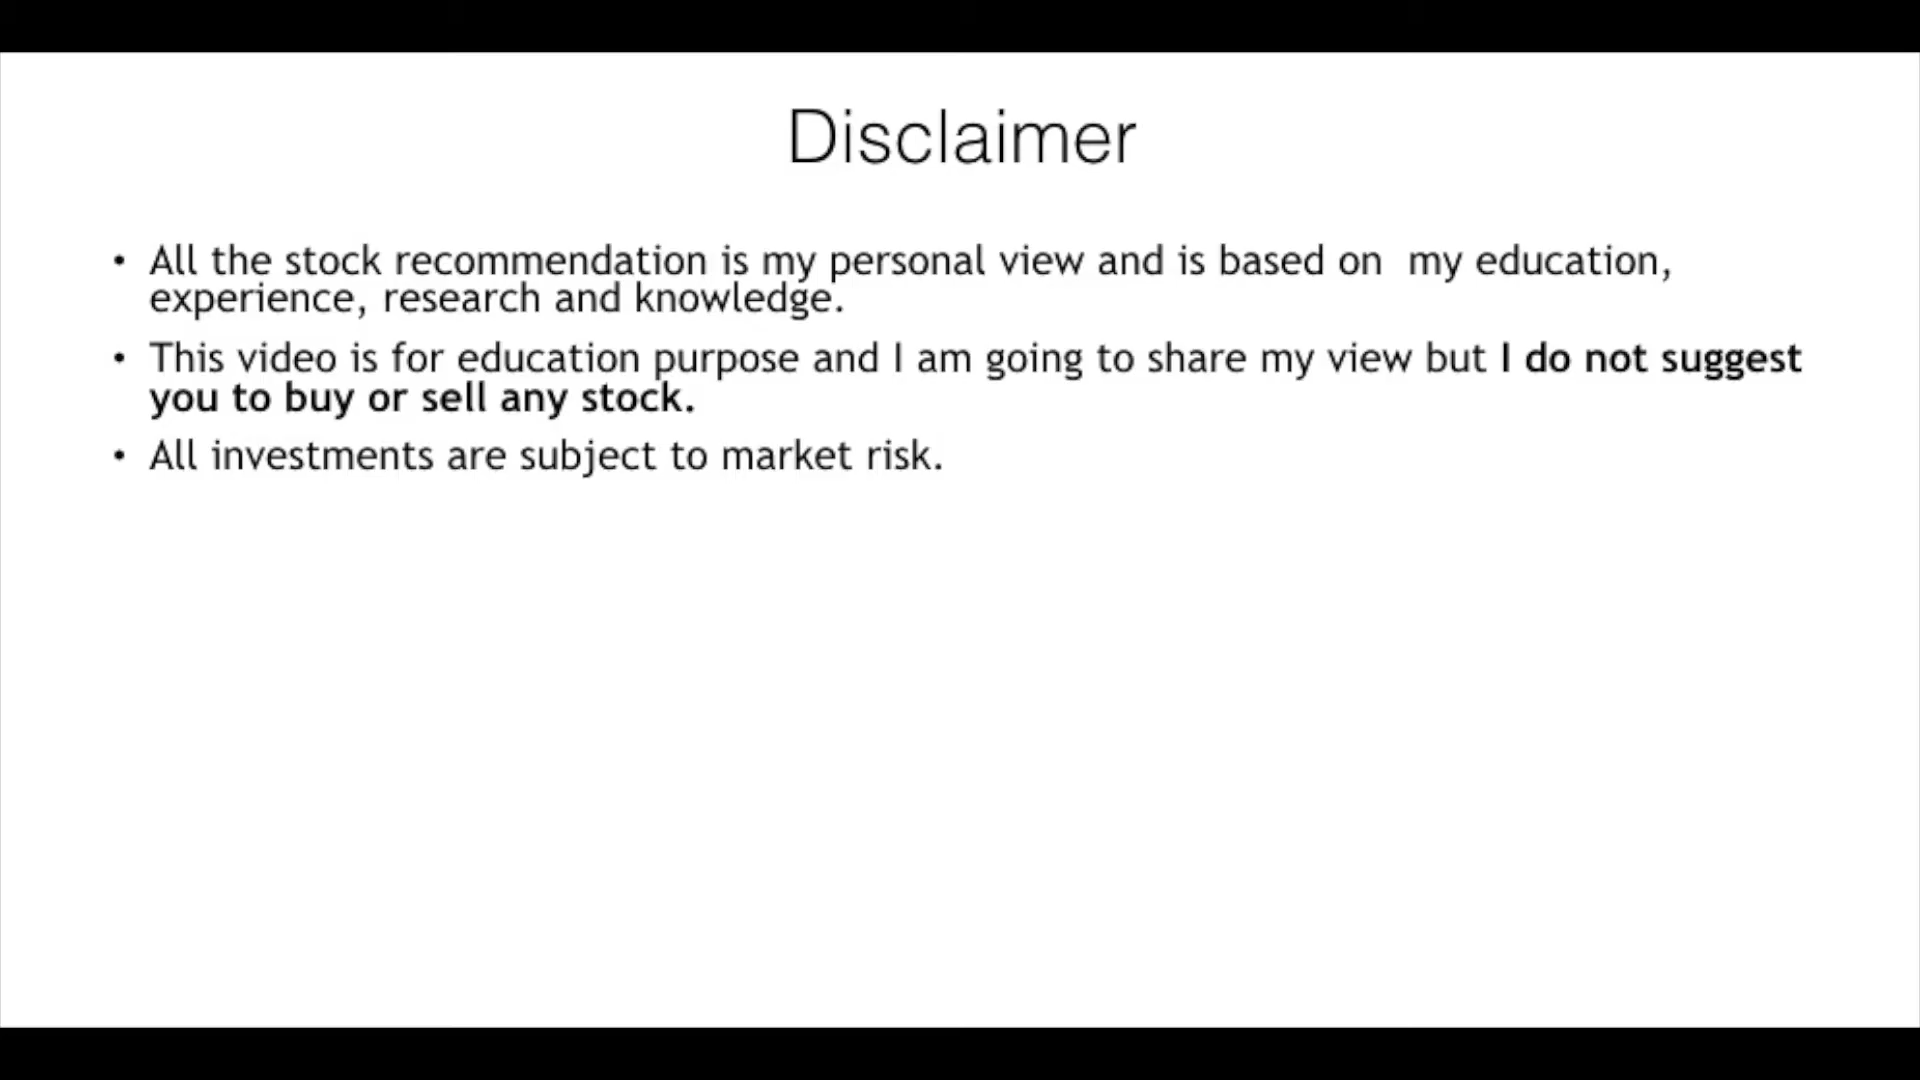 Disclaimer
• All the stock recommendation is my personal view and is based on  my education,
experience, research and knowledge.
• This video is for education purpose and I am going to share my view but I do not suggest
you to buy or sell any stock.
• All investments are subject to market risk.